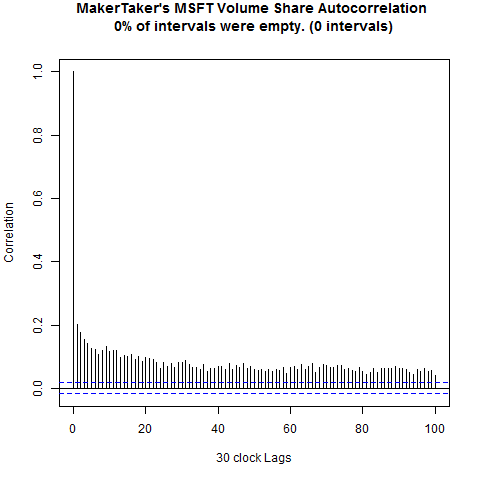 MakerTaker's MSFT Volume Share Autocorrelation
0% of intervals were empty. (0 intervals)
Correlation
1.0
0.8
0.6
0.4
0.2
0.0
0 20 40 60 80 100
30 clock Lags